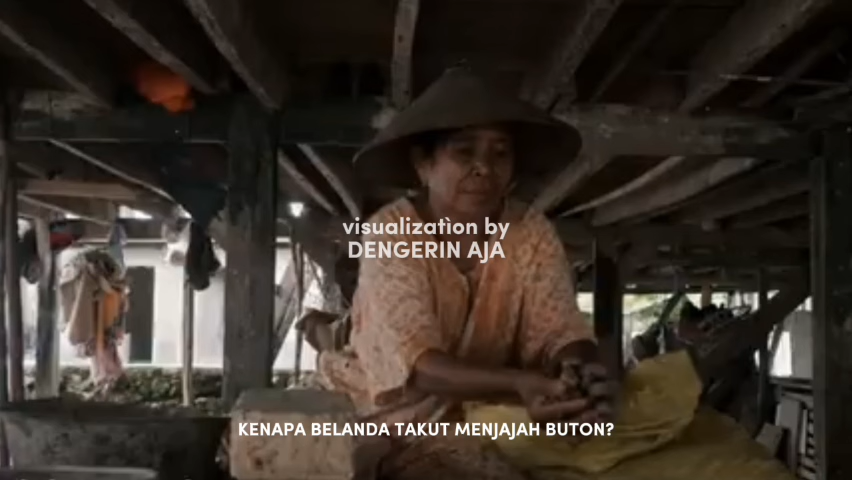 visualization by
DENGERIN AJA
KENAPA BELANDA TAKUT MENJAJAH BUTON?